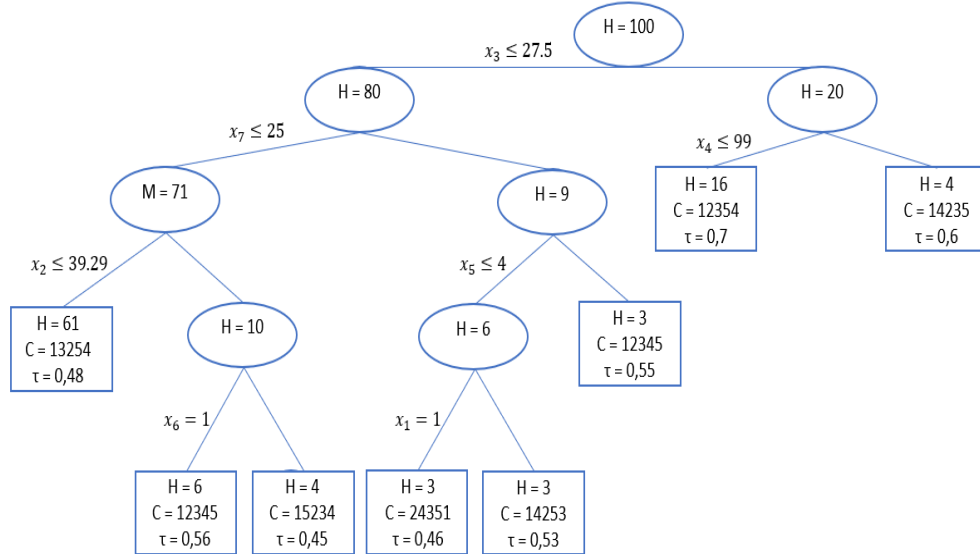 H = 100
x₃ ≤ 27.5
H = 80
H = 20
x₇ ≤ 25
x₄ ≤ 99
M = 71
H = 9
H = 16
C = 12354
τ = 0,7
H = 4
C = 14235
τ = 0,6
x₂ ≤ 39.29
x₅ ≤ 4
H = 61
C = 13254
τ = 0,48
H = 10
H = 6
H = 3
C = 12345
τ = 0,55
x₆ = 1
x₁ = 1
H = 6
C = 12345
τ = 0,56
H = 4
C = 15234
τ = 0,45
H = 3
C = 24351
τ = 0,46
H = 3
C = 14253
τ = 0,53